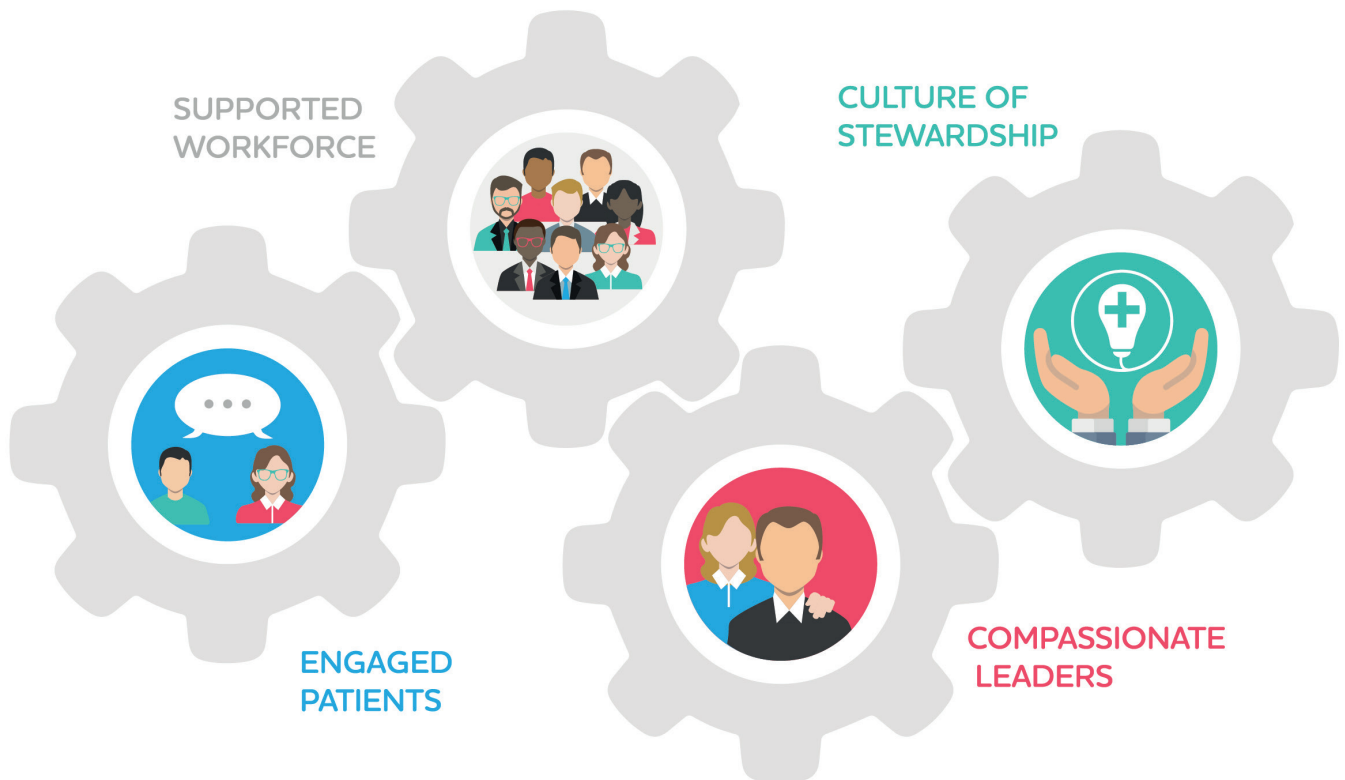 SUPPORTED
WORKFORCE
CULTURE OF
STEWARDSHIP
ENGAGED
PATIENTS
COMPASSIONATE
LEADERS